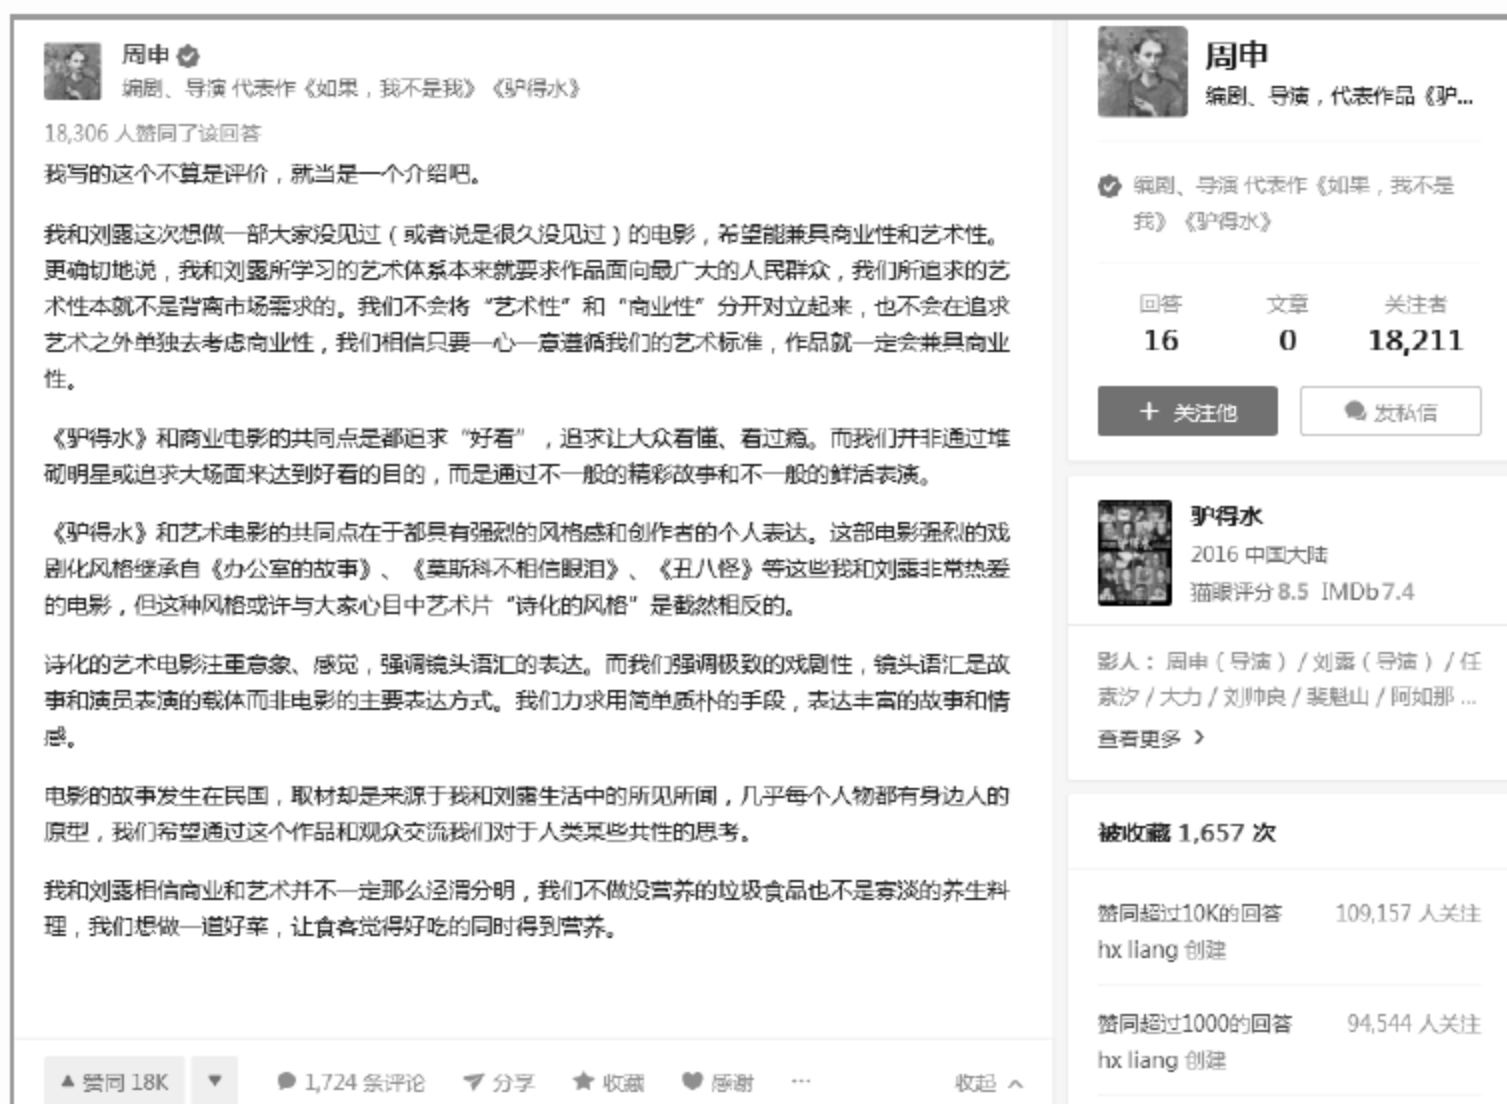 周申
编剧、导演 代表作《如果，我不是我》《驴得水》
18,306 人赞同了该回答
我写的这个不算是评价，就当是一个介绍吧。
我和刘露这次想做一部大家没见过（或者说是很久没见过）的电影，希望能兼具商业性和艺术性。
更确切地说，我和刘露所学习的艺术体系本来就要求作品面向最广大的人民群众，我们所追求的艺
术性本就不是背离市场需求的。我们不会将“艺术性”和“商业性”分开对立起来，也不会在追求
艺术之外单独去考虑商业性，我们相信只要一心一意遵循我们的艺术标准，作品就一定会兼具商业
性。
《驴得水》和商业电影的共同点是都追求“好看”，追求让大众看懂、看过瘾。而我们并非通过堆
砌明星或追求大场面来达到好看的目的，而是通过不一般的精彩故事和不一般的鲜活表演。
《驴得水》和艺术电影的共同点在于都具有强烈的风格感和创作者的个人表达。这部电影强烈的戏
剧化风格继承自《办公室的故事》、《莫斯科不相信眼泪》、《丑八怪》等这些我和刘露非常热爱
的电影，但这种风格或许与大家心目中艺术片“诗化的风格”是截然相反的。
诗化的艺术电影注重意象、感觉，强调镜头语汇的表达。而我们强调极致的戏剧性，镜头语汇是故
事和演员表演的载体而非电影的主要表达方式。我们力求用简单质朴的手段，表达丰富的故事和情
感。
电影的故事发生在民国，取材却是来源于我和刘露生活中的所见所闻，几乎每个人物都有身边人的
原型，我们希望通过这个作品和观众交流我们对于人类某些共性的思考。
我和刘露相信商业和艺术并不一定那么泾渭分明，我们不做没营养的垃圾食品也不是寡淡的养生料
理，我们想做一道好菜，让食客觉得好吃的同时得到营养。
赞同 18K
1,724 条评论 分享 收藏 感谢 … 收起
周申
编剧、导演，代表作品《驴...
编剧、导演 代表作《如果，我不是
我》《驴得水》
回答 文章 关注者
16 0 18,211
+ 关注他 发私信
驴得水
2016 中国大陆
猫眼评分 8.5 IMDb 7.4
影人：周申（导演）/ 刘露（导演）/ 任
素汐 / 大力 / 刘帅良 / 裴魁山 / 阿如那 ...
查看更多
被收藏 1,657 次
赞同超过10K的回答 109,157 人关注
hx liang 创建
赞同超过1000的回答 94,544 人关注
hx liang 创建